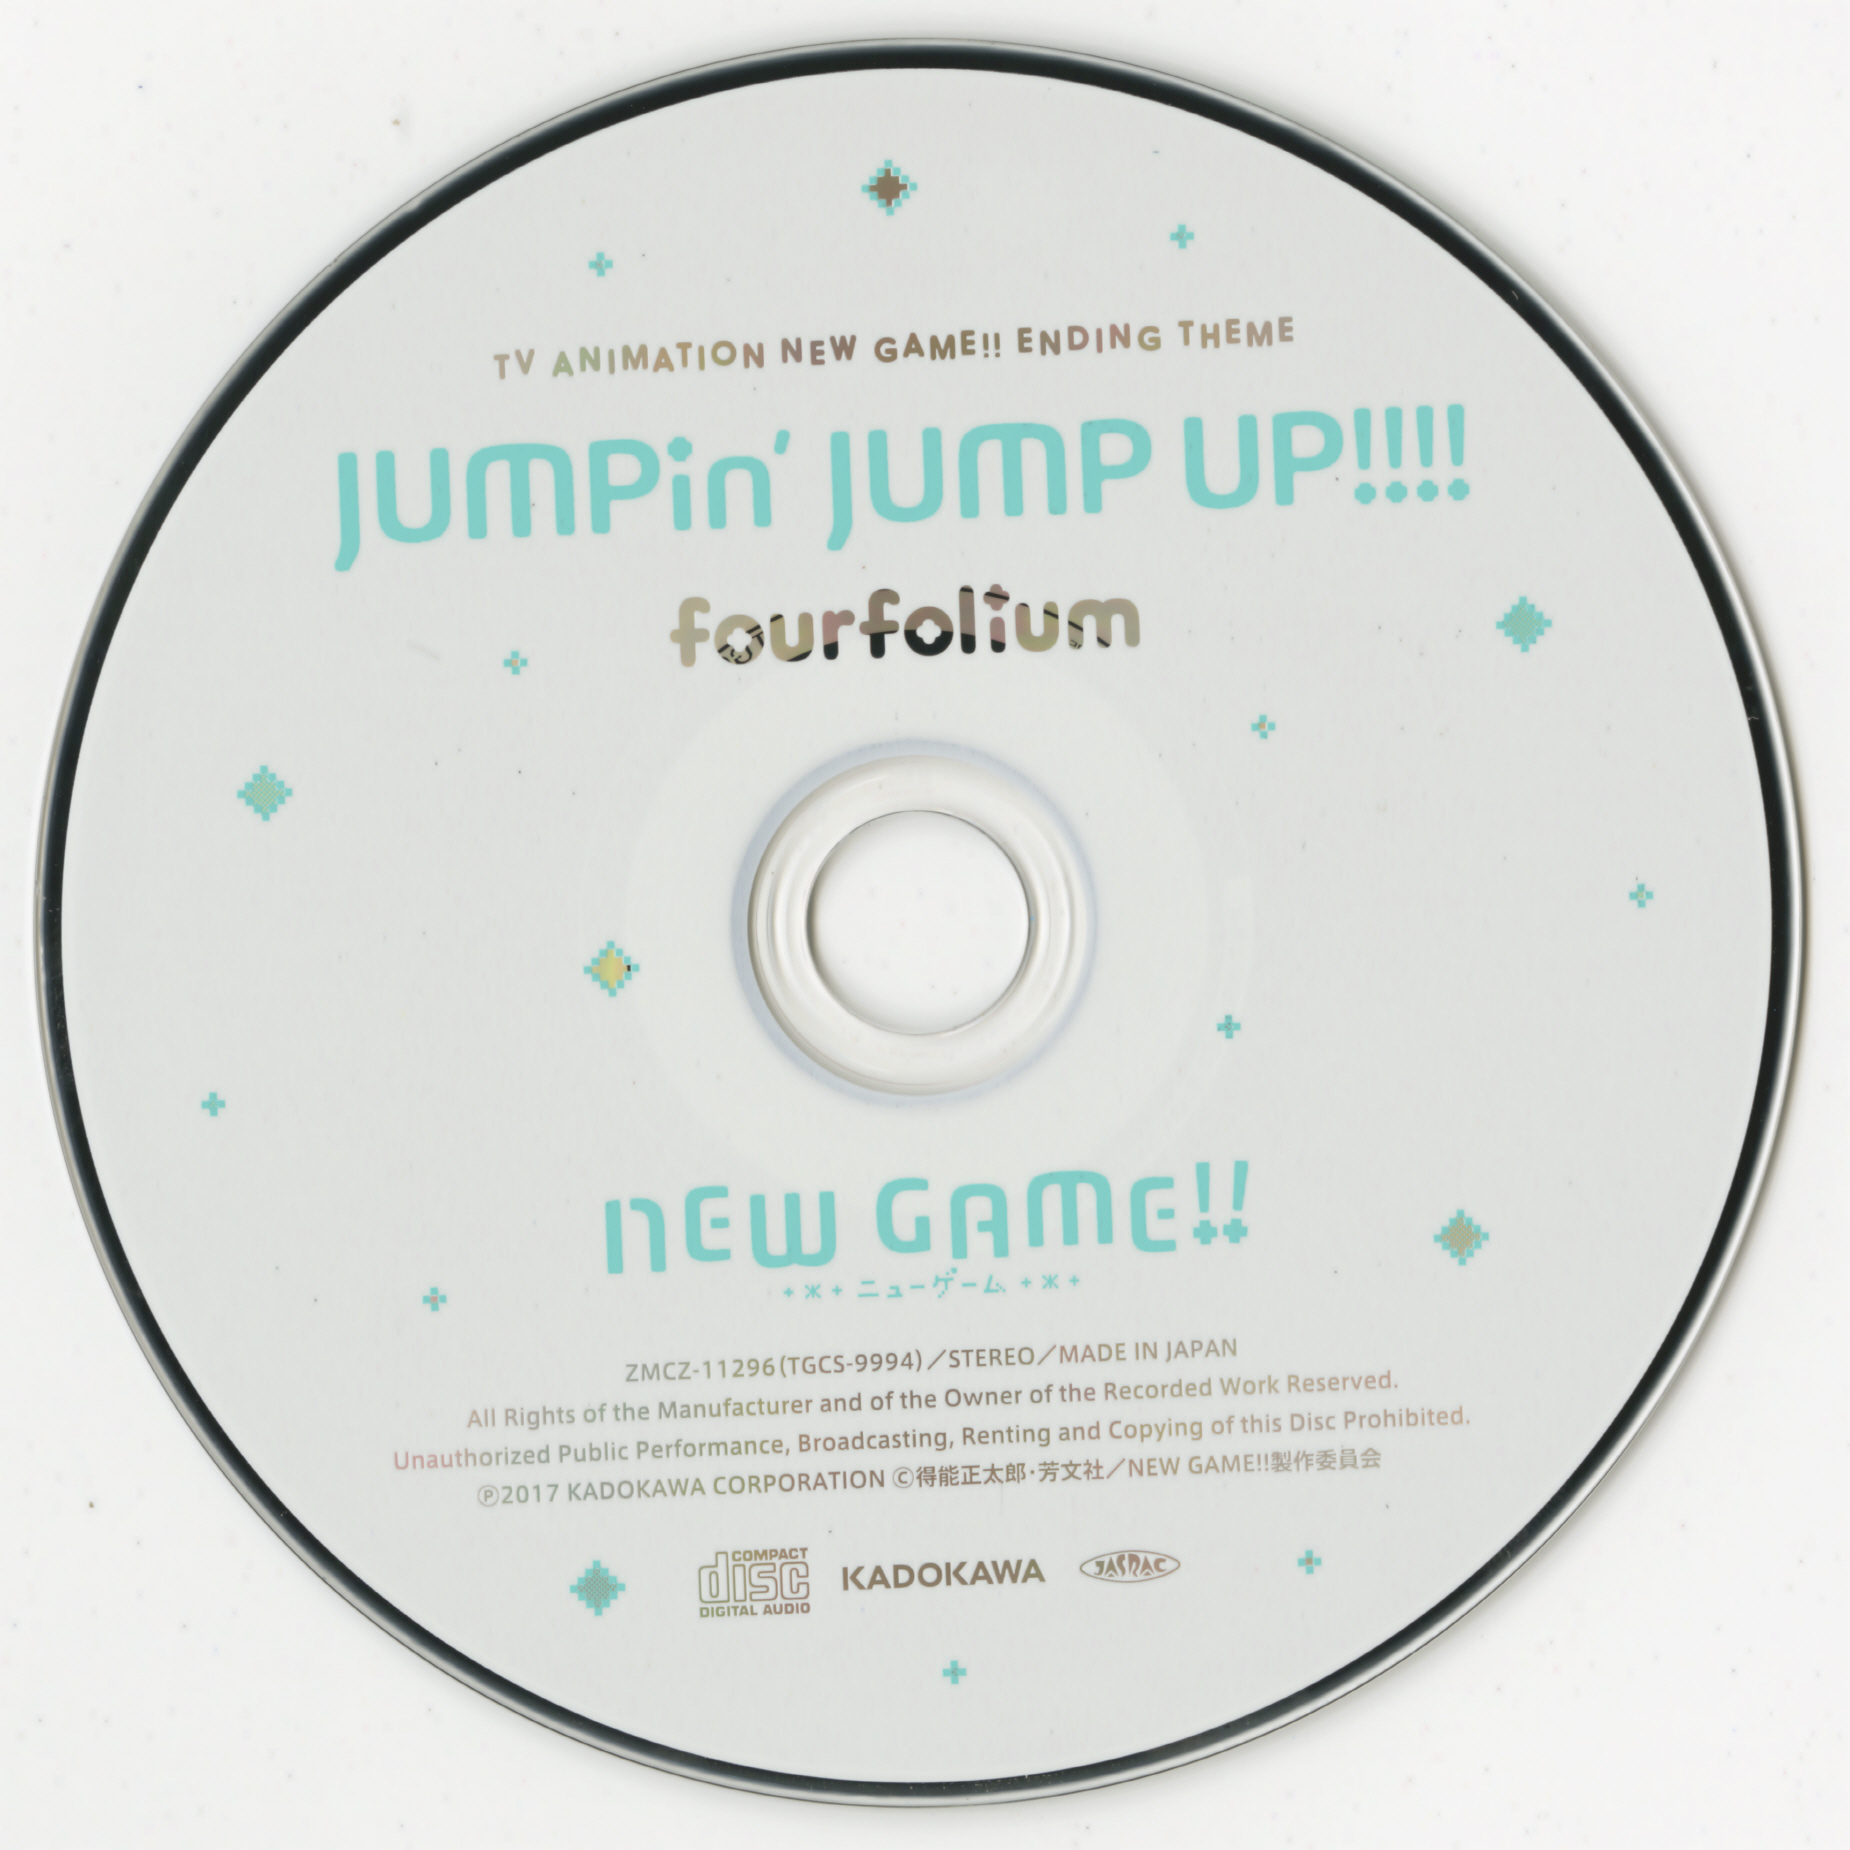 TV ANIMATION NEW GAME!! ENDING THEME
JUMPin' JUMP UP!!!!
fourfolium
NEW GAME!!
ニューゲーム
ZMCZ-11296(TGCS-9994)／STEREO／MADE IN JAPAN
All Rights of the Manufacturer and of the Owner of the Recorded Work Reserved.
Unauthorized Public Performance, Broadcasting, Renting and Copying of this Disc Prohibited.
Ⓟ2017 KADOKAWA CORPORATION Ⓒ得能正太郎･芳文社／NEW GAME!!製作委員会
COMPACT disc DIGITAL AUDIO KADOKAWA JASRAC